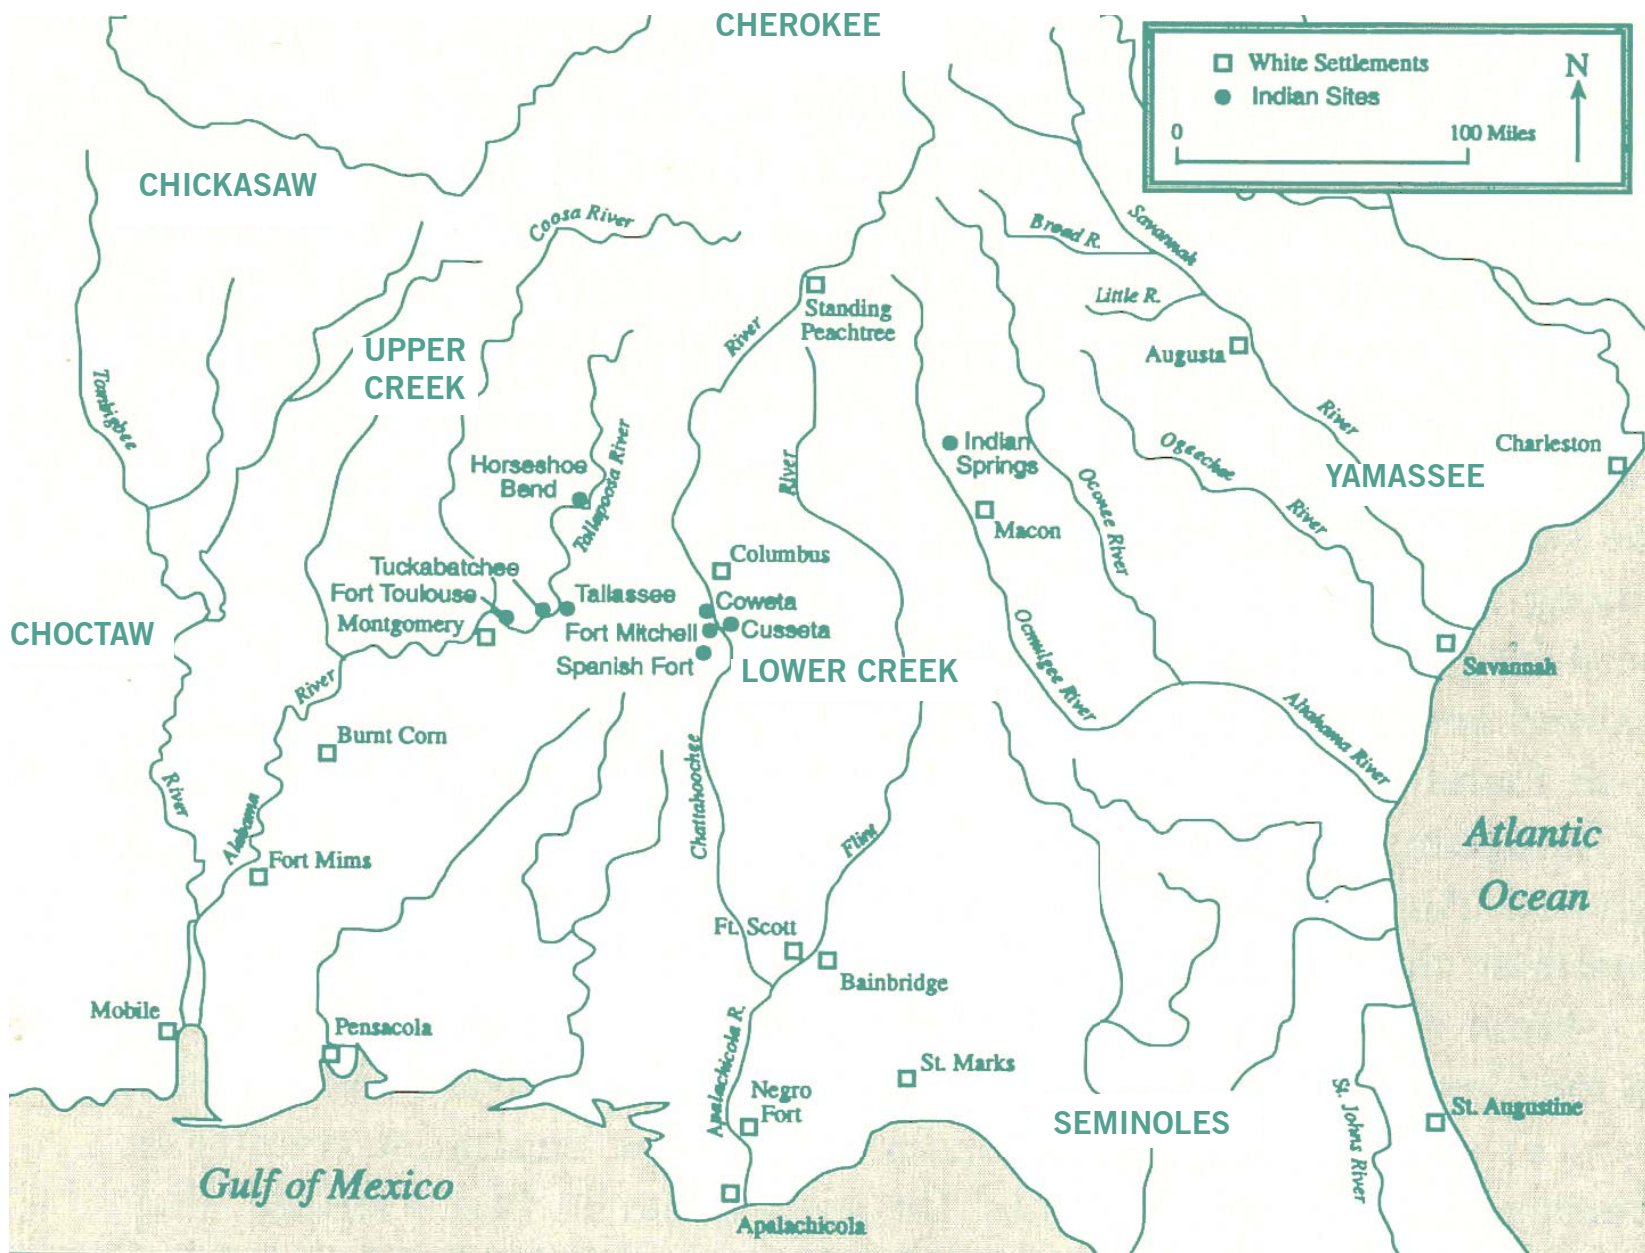 CHEROKEE
White Settlements
Indian Sites
N
0
100 Miles
CHICKASAW
Coosa River
Broad R.
Savannah
Little R.
Standing
Peachtree
River
UPPER
CREEK
Augusta
Tombigbee
River
Charleston
Tallapoosa River
Horseshoe
Bend
River
Indian
Springs
Ogeechee
YAMASSEE
Oconee River
River
Macon
Columbus
Tuckabatchee
Fort Toulouse
Tallassee
Coweta
Montgomery
Fort Mitchell
Cusseta
CHOCTAW
Spanish Fort
LOWER CREEK
Ocmulgee River
Savannah
River
Altahama River
Burnt Corn
River
Chattahoochee
Alabama
Flint
Fort Mims
Atlantic
Ocean
Ft. Scott
Bainbridge
Mobile
Pensacola
Apalachicola R.
St. Marks
Negro
Fort
SEMINOLES
St. Johns River
St. Augustine
Gulf of Mexico
Apalachicola